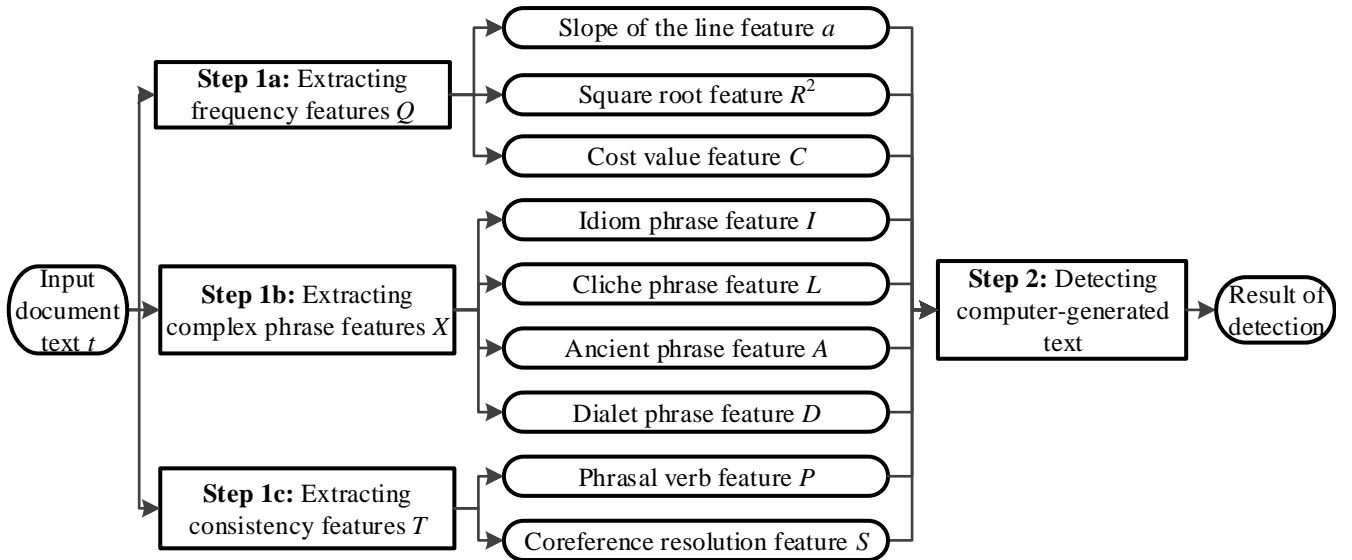 Input
document
text t
Step 1a: Extracting
frequency features Q
Step 1b: Extracting
complex phrase features X
Step 1c: Extracting
consistency features T
Slope of the line feature a
Square root feature R²
Cost value feature C
Idiom phrase feature I
Cliche phrase feature L
Ancient phrase feature A
Dialet phrase feature D
Phrasal verb feature P
Coreference resolution feature S
Step 2: Detecting
computer-generated
text
Result of
detection